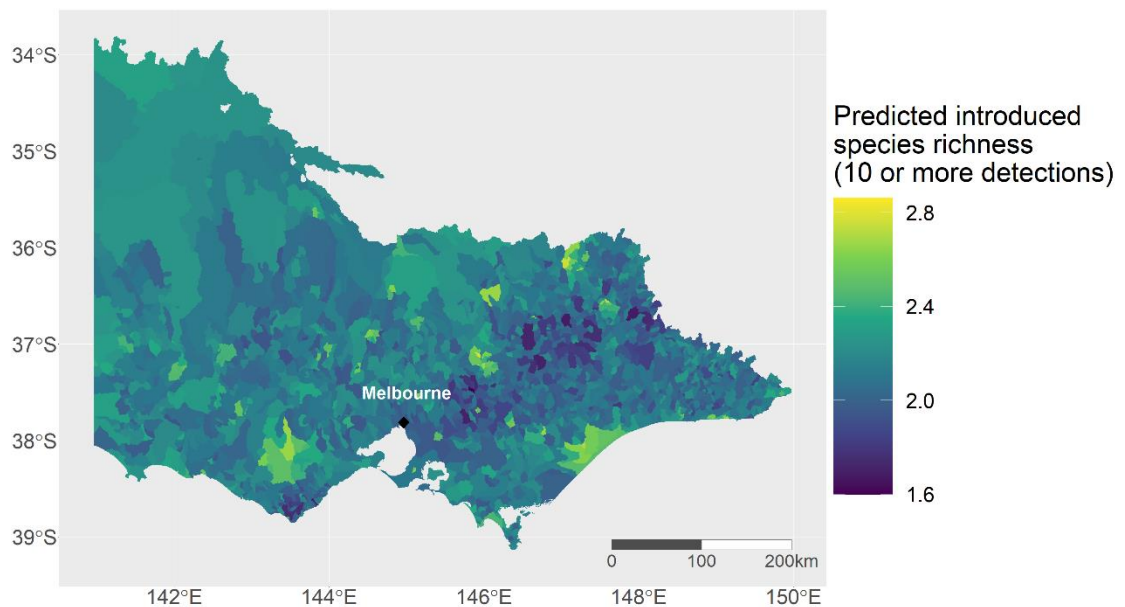 34°S
35°S
36°S
37°S
38°S
39°S
Melbourne
0 100 200km
142°E 144°E 146°E 148°E 150°E
Predicted introduced
species richness
(10 or more detections)
2.8
2.4
2.0
1.6